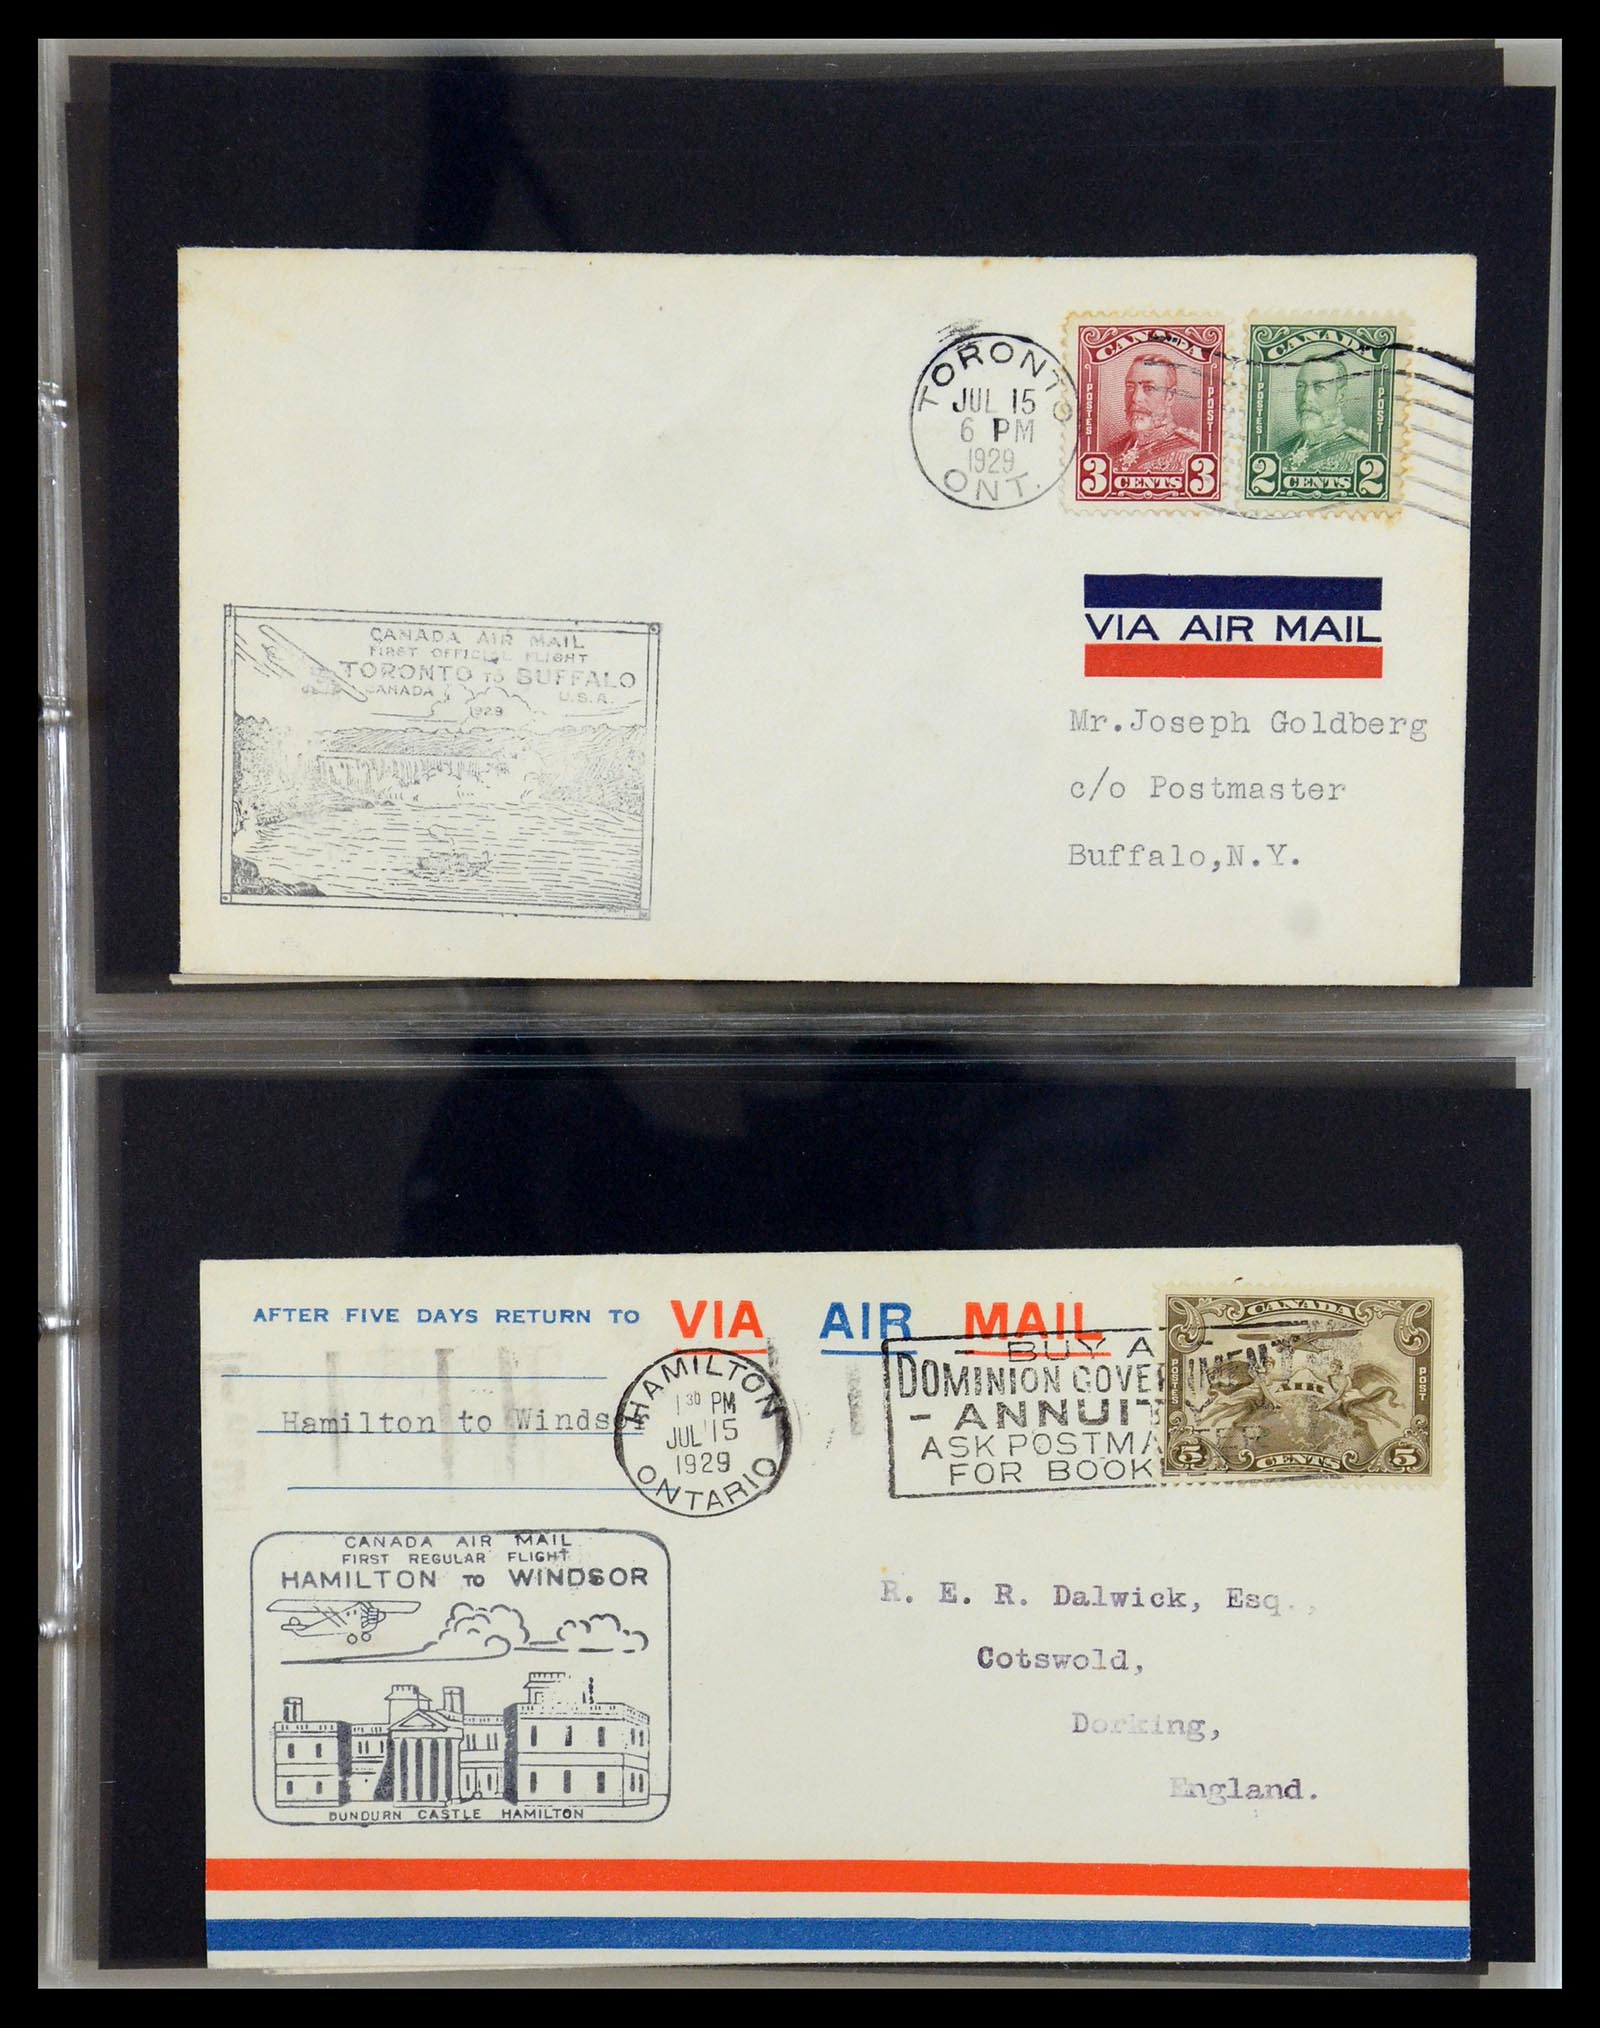 TORONTO
JUL 15
6 PM
1929
ONT.
CANADA
POSTES
POST
3 CENTS 3
CANADA
POSTES
POST
2 CENTS 2
VIA AIR MAIL
Mr. Joseph Goldberg
c/o Postmaster
Buffalo, N.Y.
CANADA AIR MAIL
FIRST OFFICIAL FLIGHT
TORONTO TO BUFFALO
CANADA U.S.A.
1929
AFTER FIVE DAYS RETURN TO
VIA AIR MAIL
Hamilton to Windsor
HAMILTON
1 30 PM
JUL 15
1929
ONTARIO
BUY A
DOMINION GOVERNMENT
- ANNUITY
ASK POSTMASTER
FOR BOOKLET
CANADA
POSTES
POST
AIR
5 CENTS 5
CANADA AIR MAIL
FIRST REGULAR FLIGHT
HAMILTON TO WINDSOR
DUNDURN CASTLE HAMILTON
R. E. R. Dalwick, Esq.,
Cotswold,
Dorking,
England.